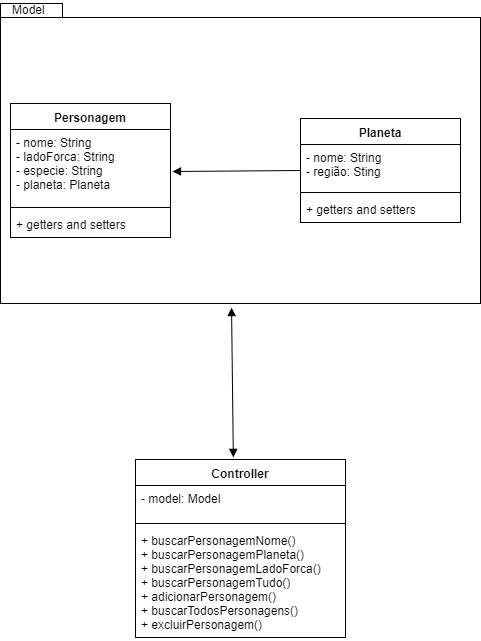 Model
Personagem
- nome: String
- ladoForca: String
- especie: String
- planeta: Planeta
+ getters and setters
Planeta
- nome: String
- região: Sting
+ getters and setters
Controller
- model: Model
+ buscarPersonagemNome()
+ buscarPersonagemPlaneta()
+ buscarPersonagemLadoForca()
+ buscarPersonagemTudo()
+ adicionarPersonagem()
+ buscarTodosPersonagens()
+ excluirPersonagem()